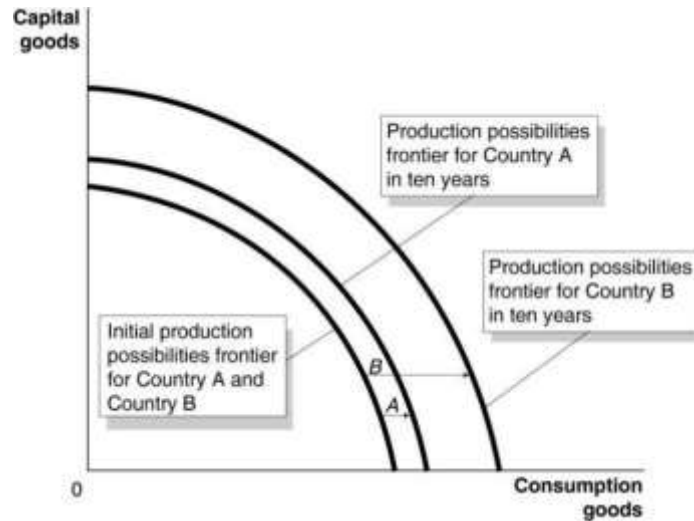 Capital
goods
Production possibilities
frontier for Country A
in ten years
Production possibilities
frontier for Country B
in ten years
Initial production
possibilities frontier
for Country A and
Country B
B
A
0
Consumption
goods